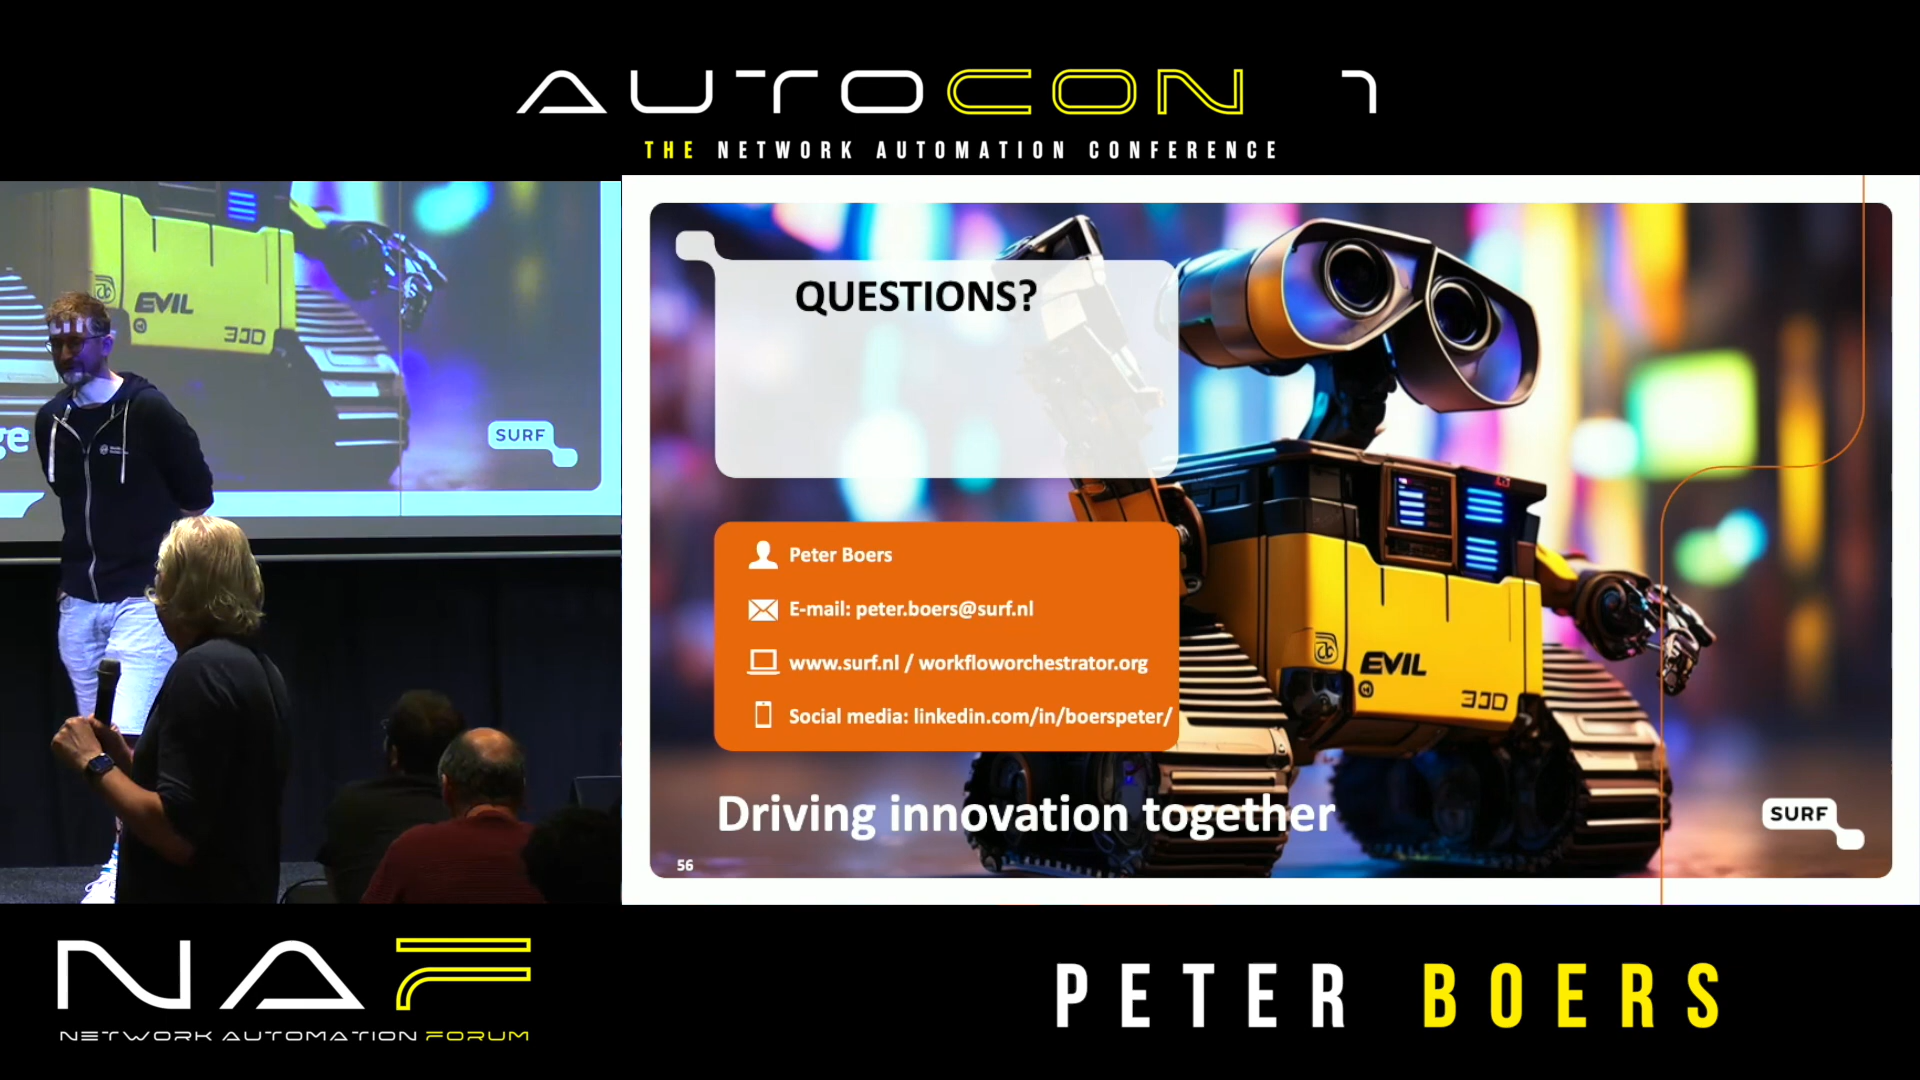 AUTOCON 1
THE NETWORK AUTOMATION CONFERENCE
EVIL
SURF
QUESTIONS?
Peter Boers
E-mail: peter.boers@surf.nl
www.surf.nl / workfloworchestrator.org
Social media: linkedin.com/in/boerspeter/
EVIL
Driving innovation together
SURF
56
NAF
NETWORK AUTOMATION FORUM
PETER BOERS